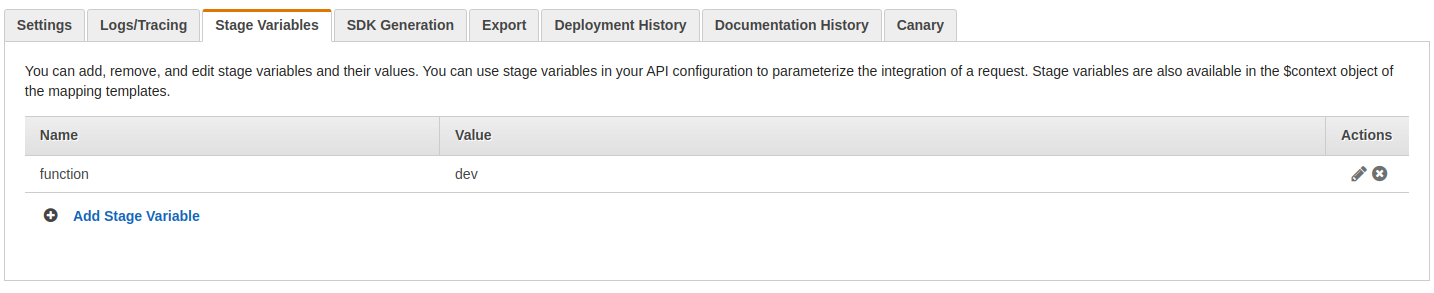 Settings Logs/Tracing Stage Variables SDK Generation Export Deployment History Documentation History Canary
You can add, remove, and edit stage variables and their values. You can use stage variables in your API configuration to parameterize the integration of a request. Stage variables are also available in the $context object of
the mapping templates.
Name Value Actions
function dev
Add Stage Variable